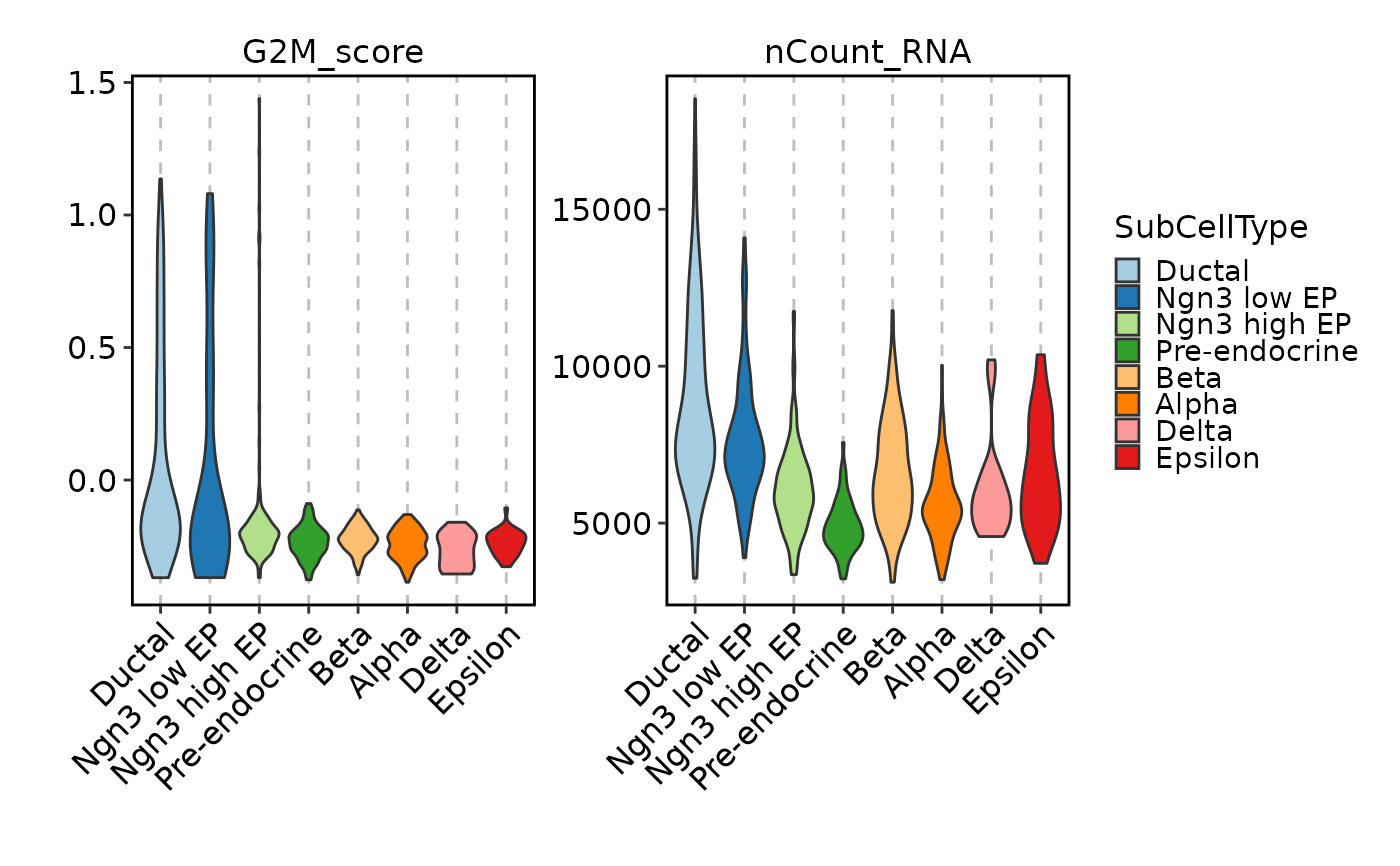 G2M_score
nCount_RNA
1.5
1.0
0.5
0.0
15000
10000
5000
Ductal
Ngn3 low EP
Ngn3 high EP
Pre-endocrine
Beta
Alpha
Delta
Epsilon
Ductal
Ngn3 low EP
Ngn3 high EP
Pre-endocrine
Beta
Alpha
Delta
Epsilon
SubCellType
Ductal
Ngn3 low EP
Ngn3 high EP
Pre-endocrine
Beta
Alpha
Delta
Epsilon